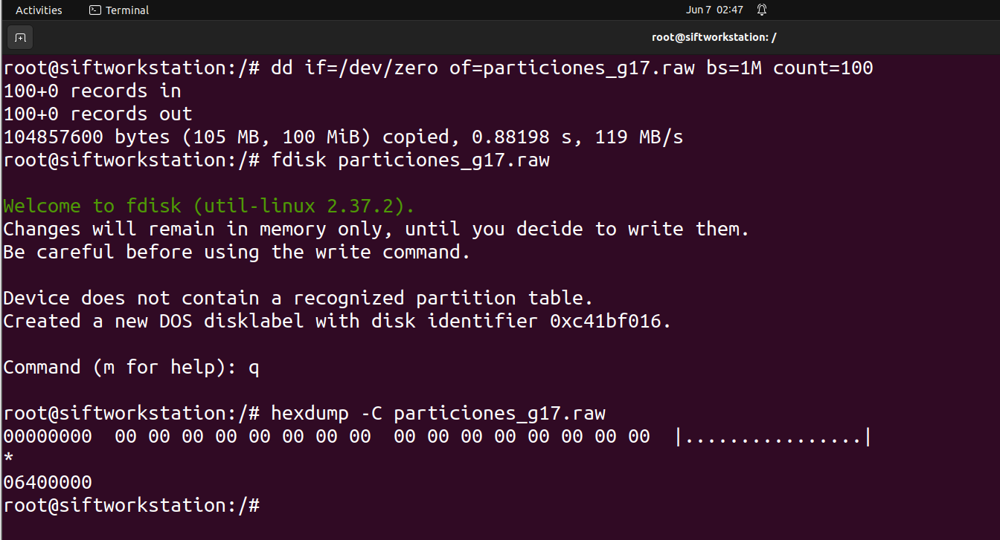 Activities Terminal Jun 7 02:47
root@siftworkstation: /
root@siftworkstation:/# dd if=/dev/zero of=particiones_g17.raw bs=1M count=100
100+0 records in
100+0 records out
104857600 bytes (105 MB, 100 MiB) copied, 0.88198 s, 119 MB/s
root@siftworkstation:/# fdisk particiones_g17.raw
Welcome to fdisk (util-linux 2.37.2).
Changes will remain in memory only, until you decide to write them.
Be careful before using the write command.
Device does not contain a recognized partition table.
Created a new DOS disklabel with disk identifier 0xc41bf016.
Command (m for help): q
root@siftworkstation:/# hexdump -C particiones_g17.raw
00000000  00 00 00 00 00 00 00 00  00 00 00 00 00 00 00 00  |................|
*
06400000
root@siftworkstation:/#